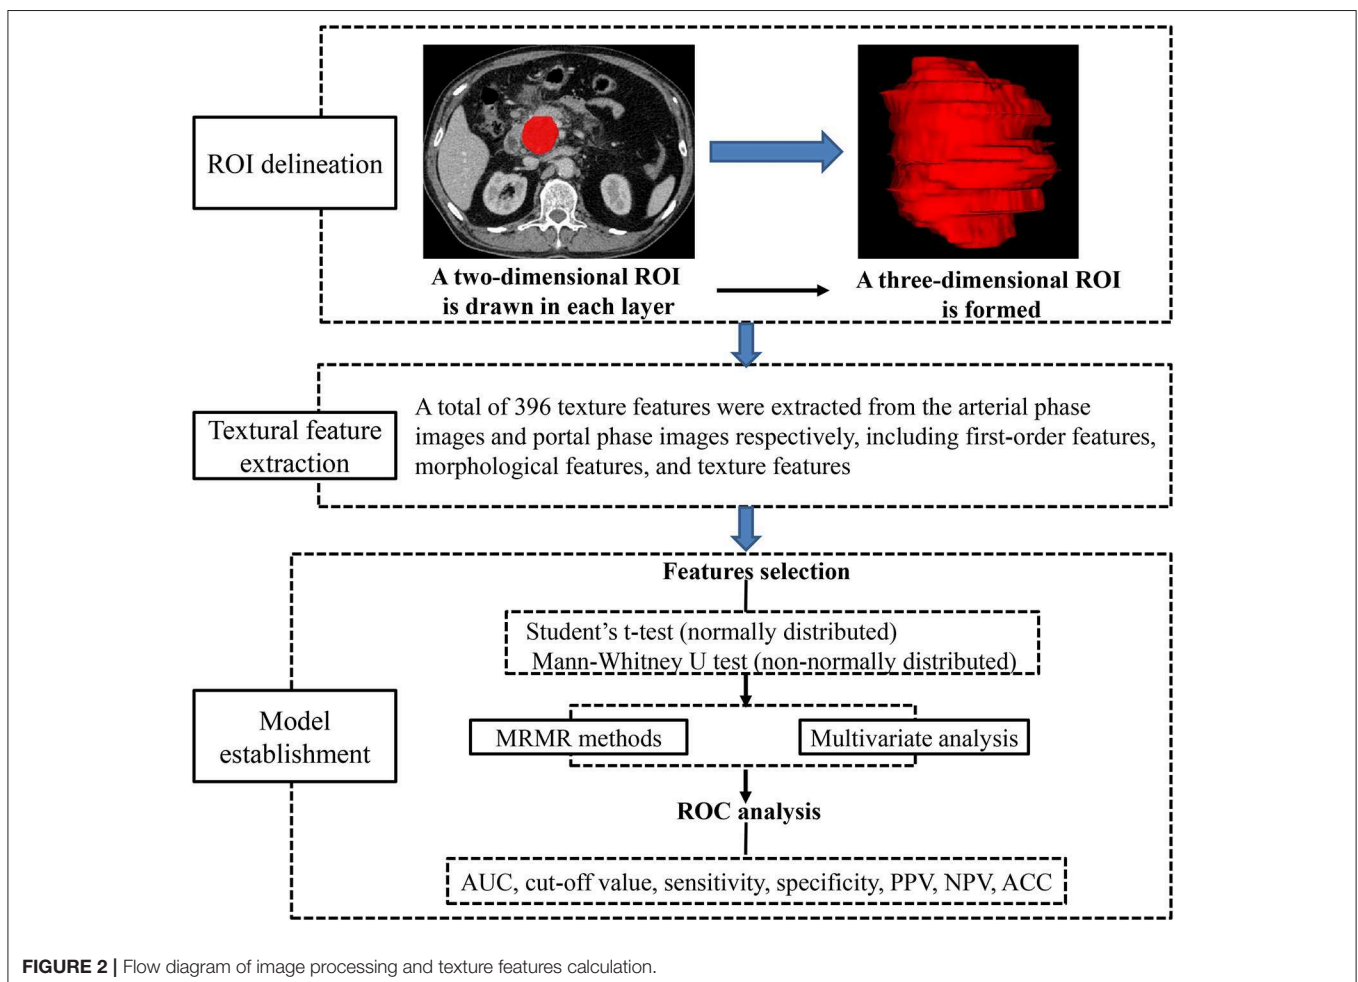 ROI delineation
A two-dimensional ROI
is drawn in each layer
A three-dimensional ROI
is formed
Textural feature
extraction
A total of 396 texture features were extracted from the arterial phase
images and portal phase images respectively, including first-order features,
morphological features, and texture features
Model
establishment
Features selection
Student’s t-test (normally distributed)
Mann-Whitney U test (non-normally distributed)
MRMR methods
Multivariate analysis
ROC analysis
AUC, cut-off value, sensitivity, specificity, PPV, NPV, ACC
FIGURE 2 | Flow diagram of image processing and texture features calculation.